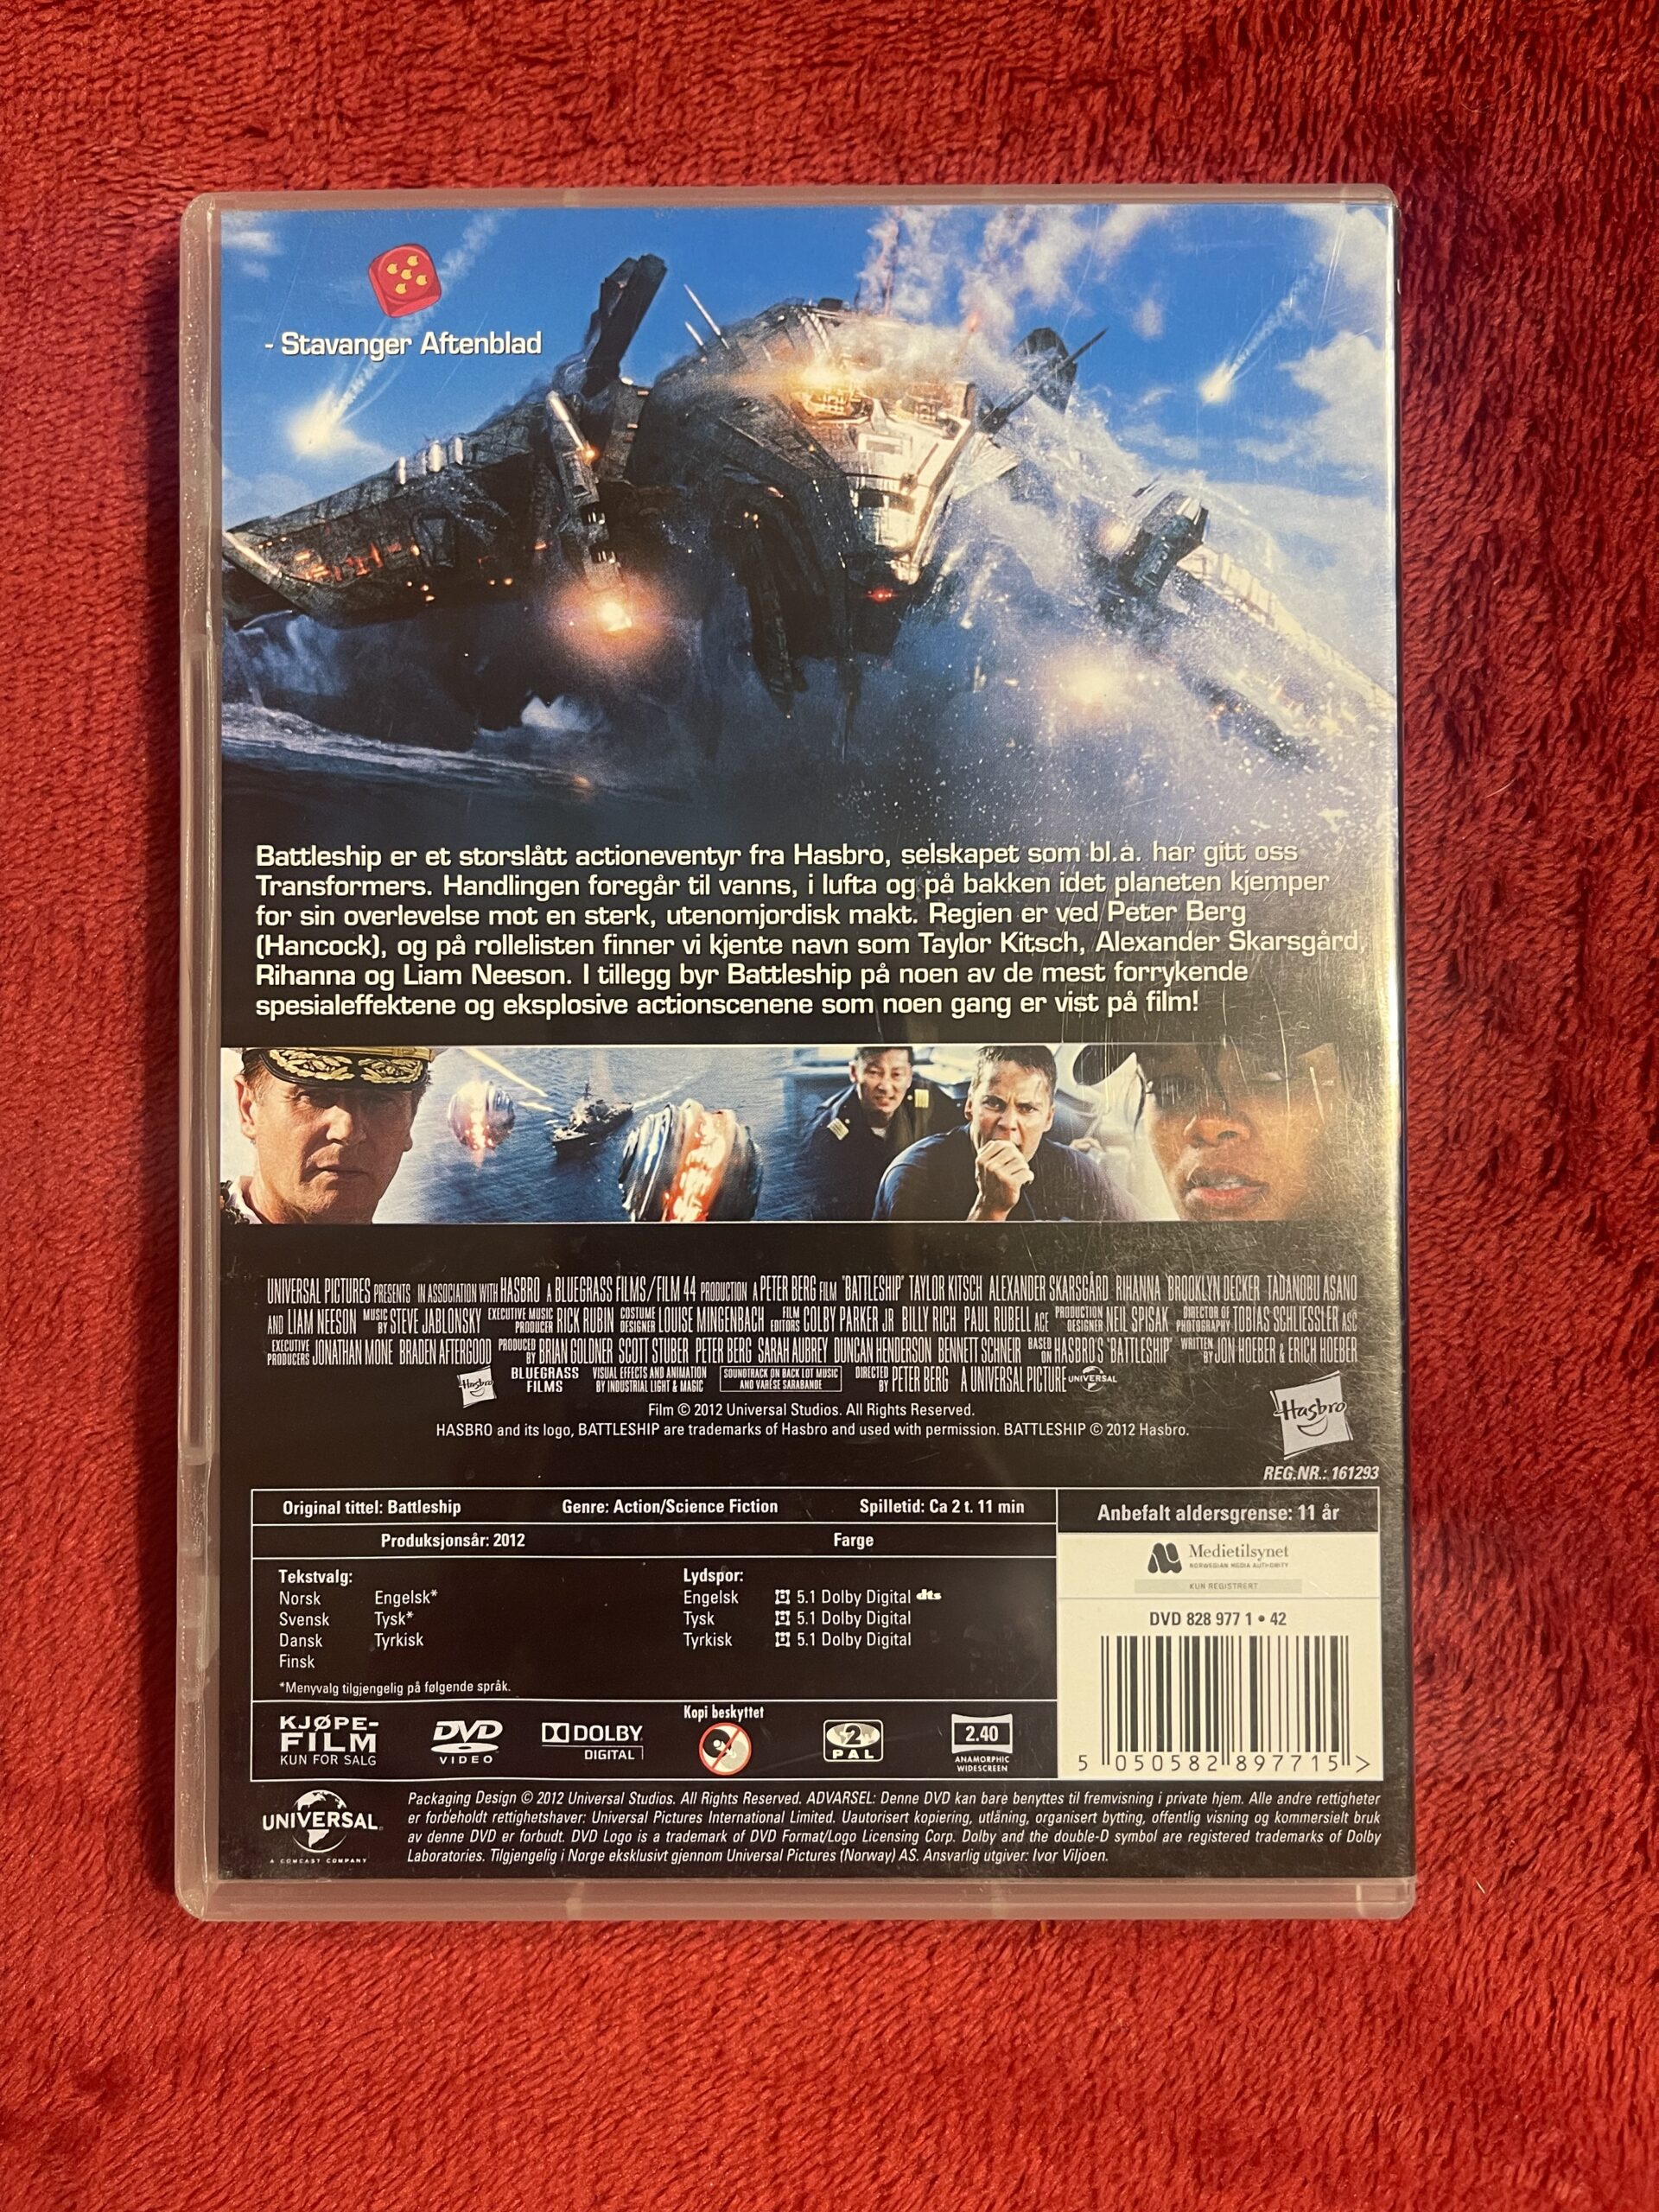 - Stavanger Aftenblad
Battleship er et storslått actioneventyr fra Hasbro, selskapet som bl.a. har gitt oss
Transformers. Handlingen foregår til vanns, i lufta og på bakken idet planeten kjemper
for sin overlevelse mot en sterk, utenomjordisk makt. Regien er ved Peter Berg
(Hancock), og på rollelisten finner vi kjente navn som Taylor Kitsch, Alexander Skarsgård,
Rihanna og Liam Neeson. I tillegg byr Battleship på noen av de mest forrykende
spesialeffektene og eksplosive actionscenene som noen gang er vist på film!
UNIVERSAL PICTURES PRESENTS IN ASSOCIATION WITH HASBRO A BLUEGRASS FILMS/FILM 44 PRODUCTION A PETER BERG FILM "BATTLESHIP" TAYLOR KITSCH ALEXANDER SKARSGÅRD RIHANNA BROOKLYN DECKER TADANOBU ASANO
AND LIAM NEESON MUSIC BY STEVE JABLONSKY EXECUTIVE MUSIC PRODUCER RICK RUBIN COSTUME DESIGNER LOUISE MINGENBACH FILM EDITORS COLBY PARKER JR BILLY RICH PAUL RUBELL ACE PRODUCTION DESIGNER NEIL SPISAK DIRECTOR OF PHOTOGRAPHY TOBIAS SCHLIESSLER ASC
EXECUTIVE PRODUCERS JONATHAN MONE BRADEN AFTERGOOD PRODUCED BY BRIAN GOLDNER SCOTT STUBER PETER BERG SARAH AUBREY DUNCAN HENDERSON BENNETT SCHNEIR BASED ON HASBRO'S "BATTLESHIP" WRITTEN BY JON HOEBER & ERICH HOEBER
Hasbro BLUEGRASS FILMS VISUAL EFFECTS AND ANIMATION BY INDUSTRIAL LIGHT & MAGIC SOUNDTRACK ON BACK LOT MUSIC AND VARÈSE SARABANDE DIRECTED BY PETER BERG A UNIVERSAL PICTURE UNIVERSAL
Film © 2012 Universal Studios. All Rights Reserved.
HASBRO and its logo, BATTLESHIP are trademarks of Hasbro and used with permission. BATTLESHIP © 2012 Hasbro.
Hasbro
REG.NR.: 161293
Original tittel: Battleship Genre: Action/Science Fiction Spilletid: Ca 2 t. 11 min
Produksjonsår: 2012 Farge
Anbefalt aldersgrense: 11 år
Medietilsynet
NORWEGIAN MEDIA AUTHORITY
KUN REGISTRERT
Tekstvalg:
Norsk Engelsk*
Svensk Tysk*
Dansk Tyrkisk
Finsk
*Menyvalg tilgjengelig på følgende språk.
Lydspor:
Engelsk 5.1 Dolby Digital dts
Tysk 5.1 Dolby Digital
Tyrkisk 5.1 Dolby Digital
DVD 828 977 1 • 42
5 050582 897715 >
KJØPE-
FILM
KUN FOR SALG
DVD
VIDEO
DOLBY
DIGITAL
Kopi beskyttet
2
PAL
2.40
ANAMORPHIC
WIDESCREEN
UNIVERSAL
A COMCAST COMPANY
Packaging Design © 2012 Universal Studios. All Rights Reserved. ADVARSEL: Denne DVD kan bare benyttes til fremvisning i private hjem. Alle andre rettigheter
er forbeholdt rettighetshaver: Universal Pictures International Limited. Uautorisert kopiering, utlåning, organisert bytting, offentlig visning og kommersielt bruk
av denne DVD er forbudt. DVD Logo is a trademark of DVD Format/Logo Licensing Corp. Dolby and the double-D symbol are registered trademarks of Dolby
Laboratories. Tilgjengelig i Norge eksklusivt gjennom Universal Pictures (Norway) AS. Ansvarlig utgiver: Ivor Viljoen.